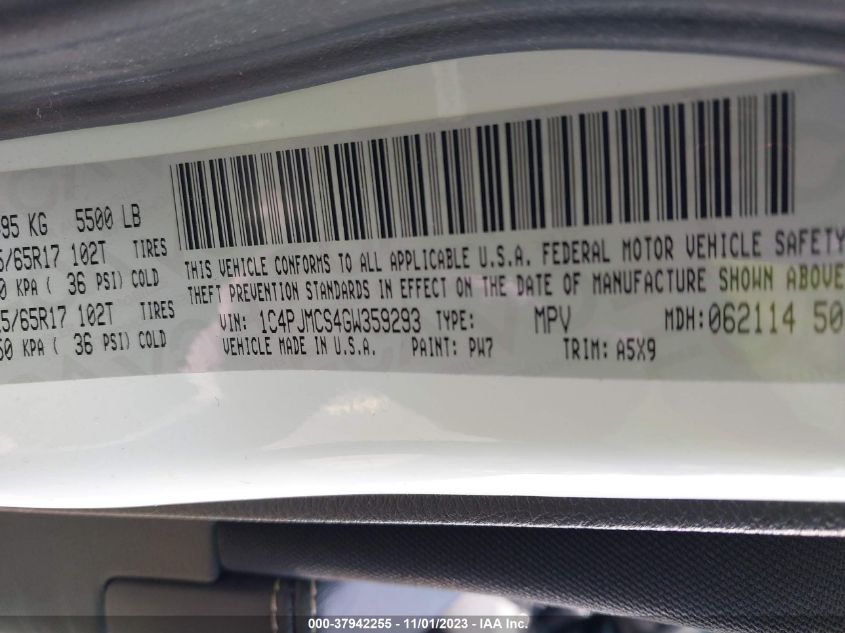 95 KG 5500 LB
/65R17 102T TIRES
0 KPA ( 36 PSI) COLD
5/65R17 102T TIRES
50 KPA ( 36 PSI) COLD
THIS VEHICLE CONFORMS TO ALL APPLICABLE U.S.A. FEDERAL MOTOR VEHICLE SAFETY
THEFT PREVENTION STANDARDS IN EFFECT ON THE DATE OF MANUFACTURE SHOWN ABOVE
VIN: 1C4PJMCS4GW359293 TYPE: MPV MDH:062114 50
VEHICLE MADE IN U.S.A. PAINT: PW7 TRIM: A5X9
000-37942255 - 11/01/2023 - IAA Inc.